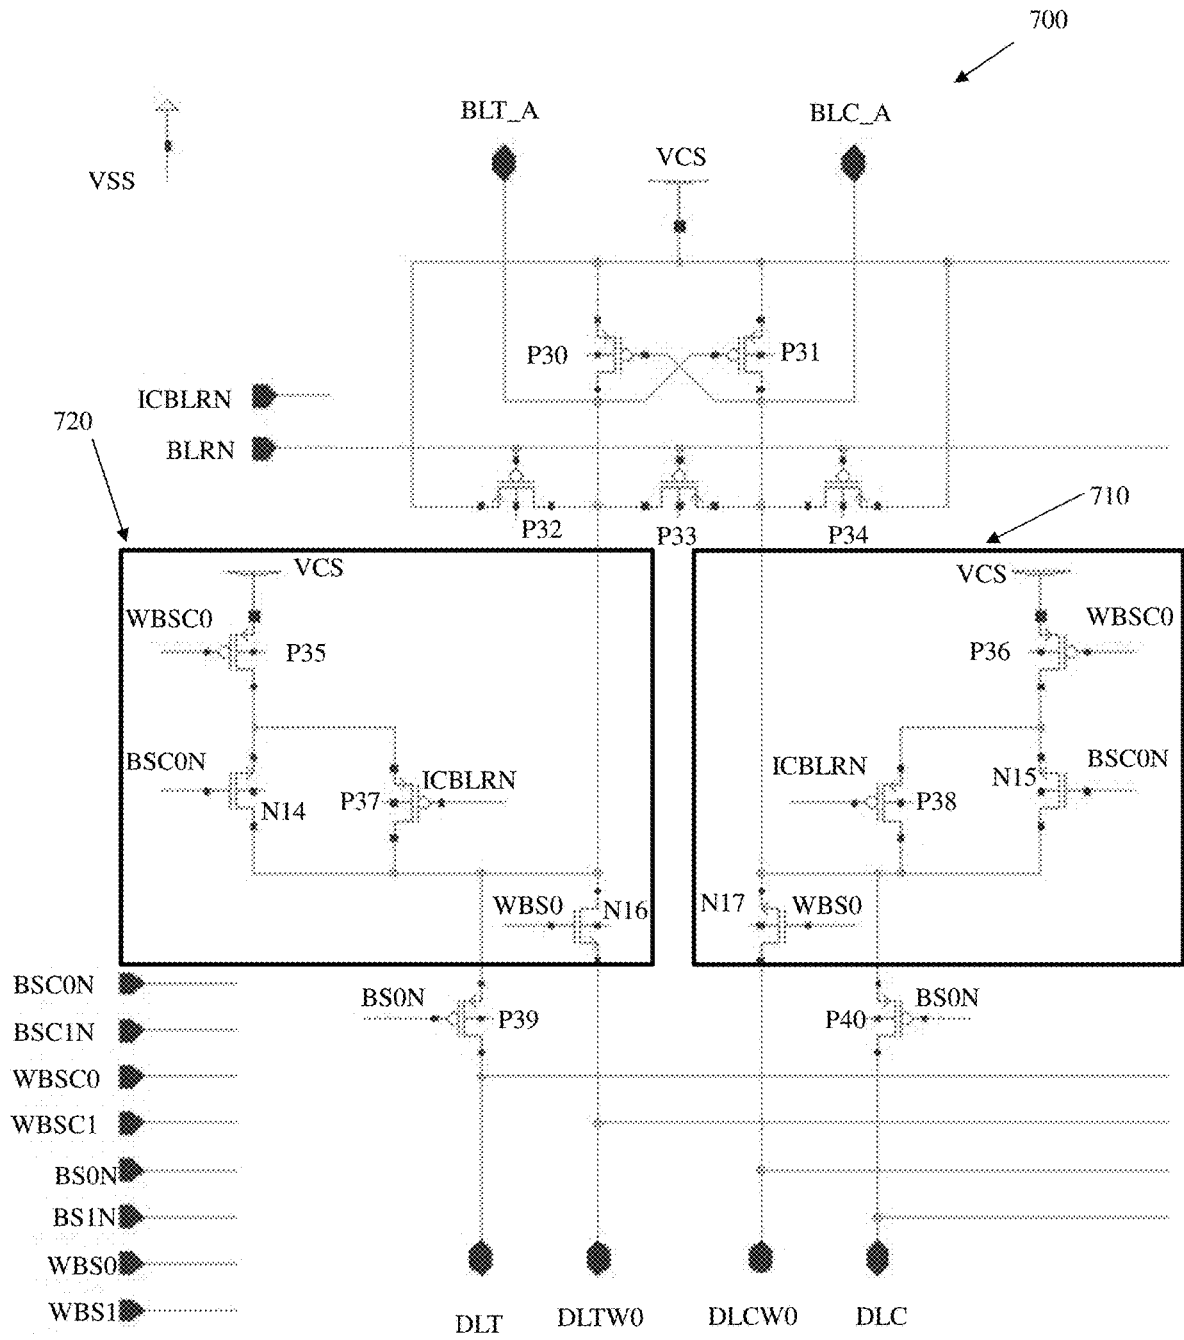 700
BLT_A
BLC_A
VCS
VSS
P30
P31
ICBLRN
720
BLRN
710
P32
P33
P34
VCS
VCS
WBSC0
WBSC0
P35
P36
BSC0N
ICBLRN
ICBLRN
N15
BSC0N
N14
P37
P38
WBS0
N16
N17
WBS0
BSC0N
BS0N
P39
P40
BS0N
BSC1N
WBSC0
WBSC1
BS0N
BS1N
WBS0
WBS1
DLT
DLTW0
DLCW0
DLC